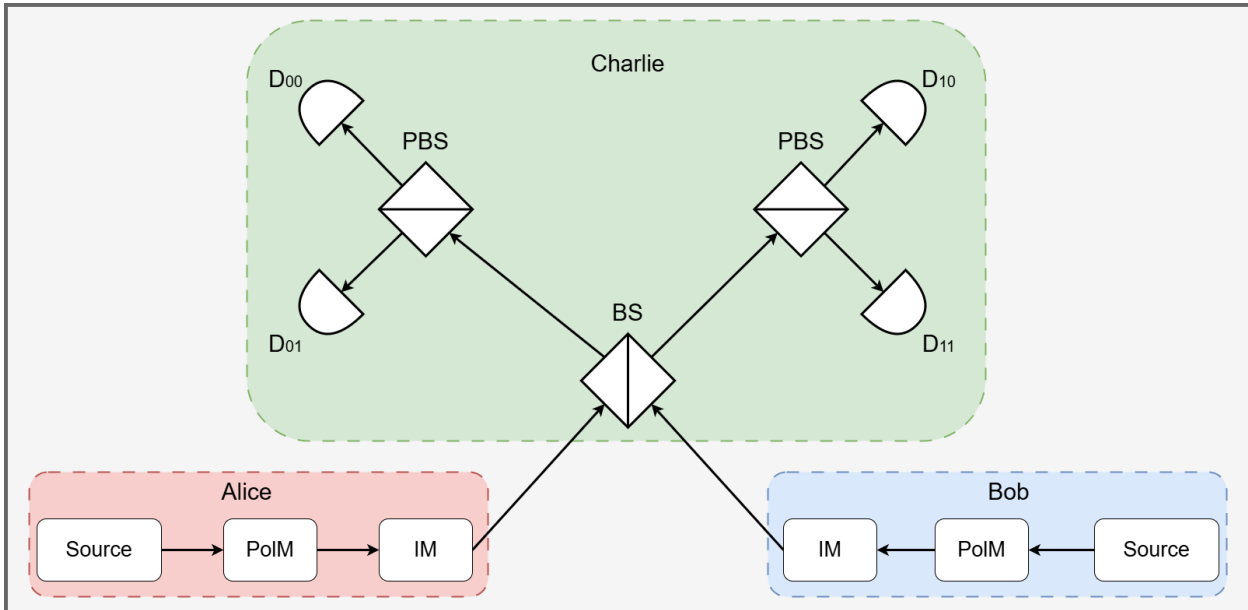 Charlie
D00
D10
PBS
PBS
BS
D01
D11
Alice
Bob
Source
PolM
IM
IM
PolM
Source